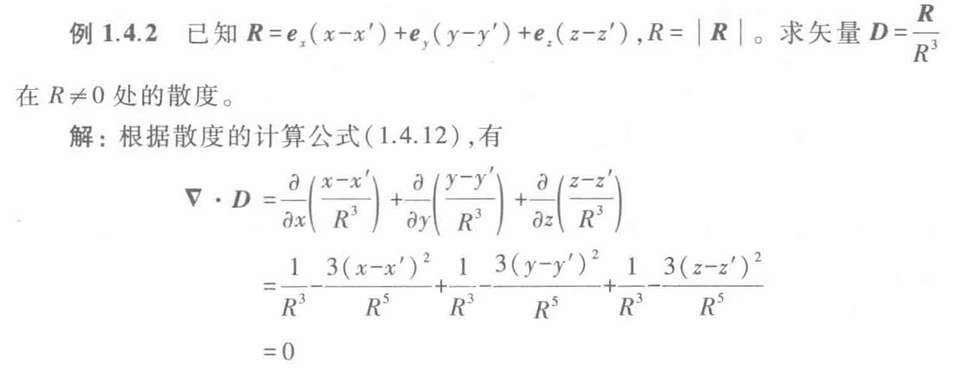 例 1.4.2 已知 R=e_x(x-x′)+e_y(y-y′)+e_z(z-z′),R=|R|。求矢量 D=R/R³
在 R≠0 处的散度。
解: 根据散度的计算公式(1.4.12),有
∇·D=∂/∂x((x-x′)/R³)+∂/∂y((y-y′)/R³)+∂/∂z((z-z′)/R³)
=1/R³-3(x-x′)²/R⁵+1/R³-3(y-y′)²/R⁵+1/R³-3(z-z′)²/R⁵
=0